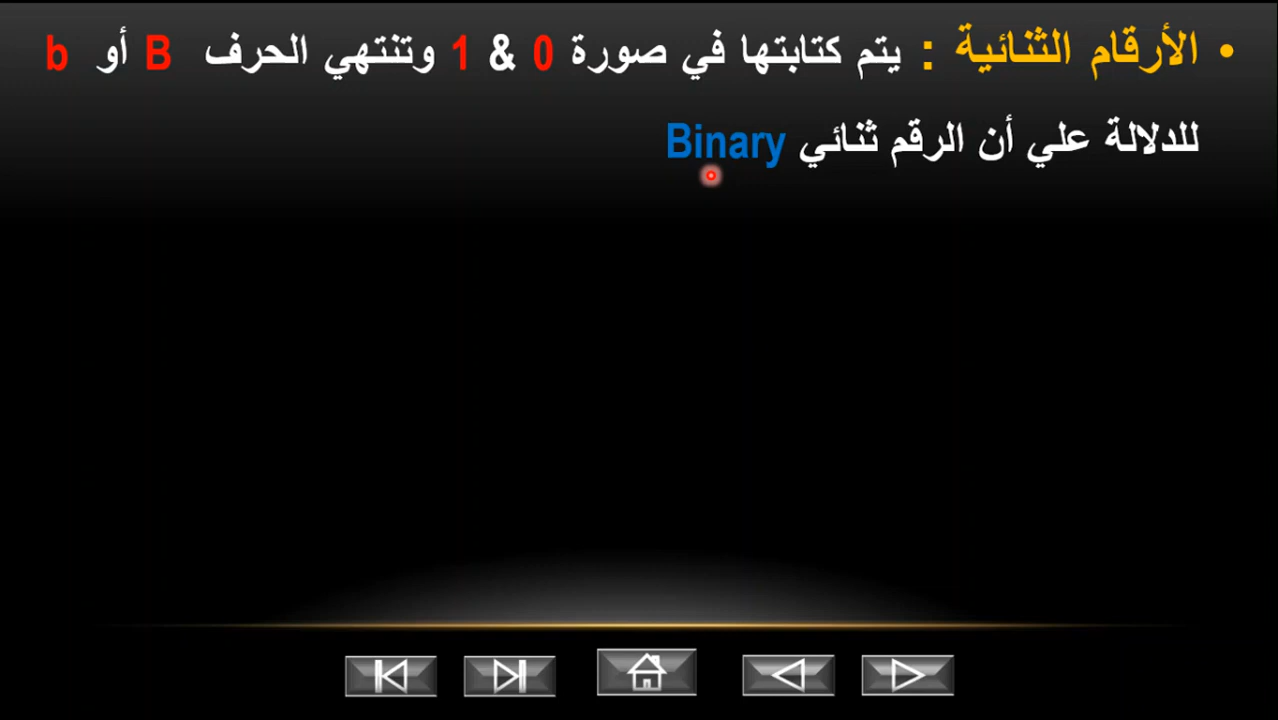 • الأرقام الثنائية : يتم كتابتها في صورة 0 & 1 وتنتهي الحرف B أو b
للدلالة علي أن الرقم ثنائي Binary